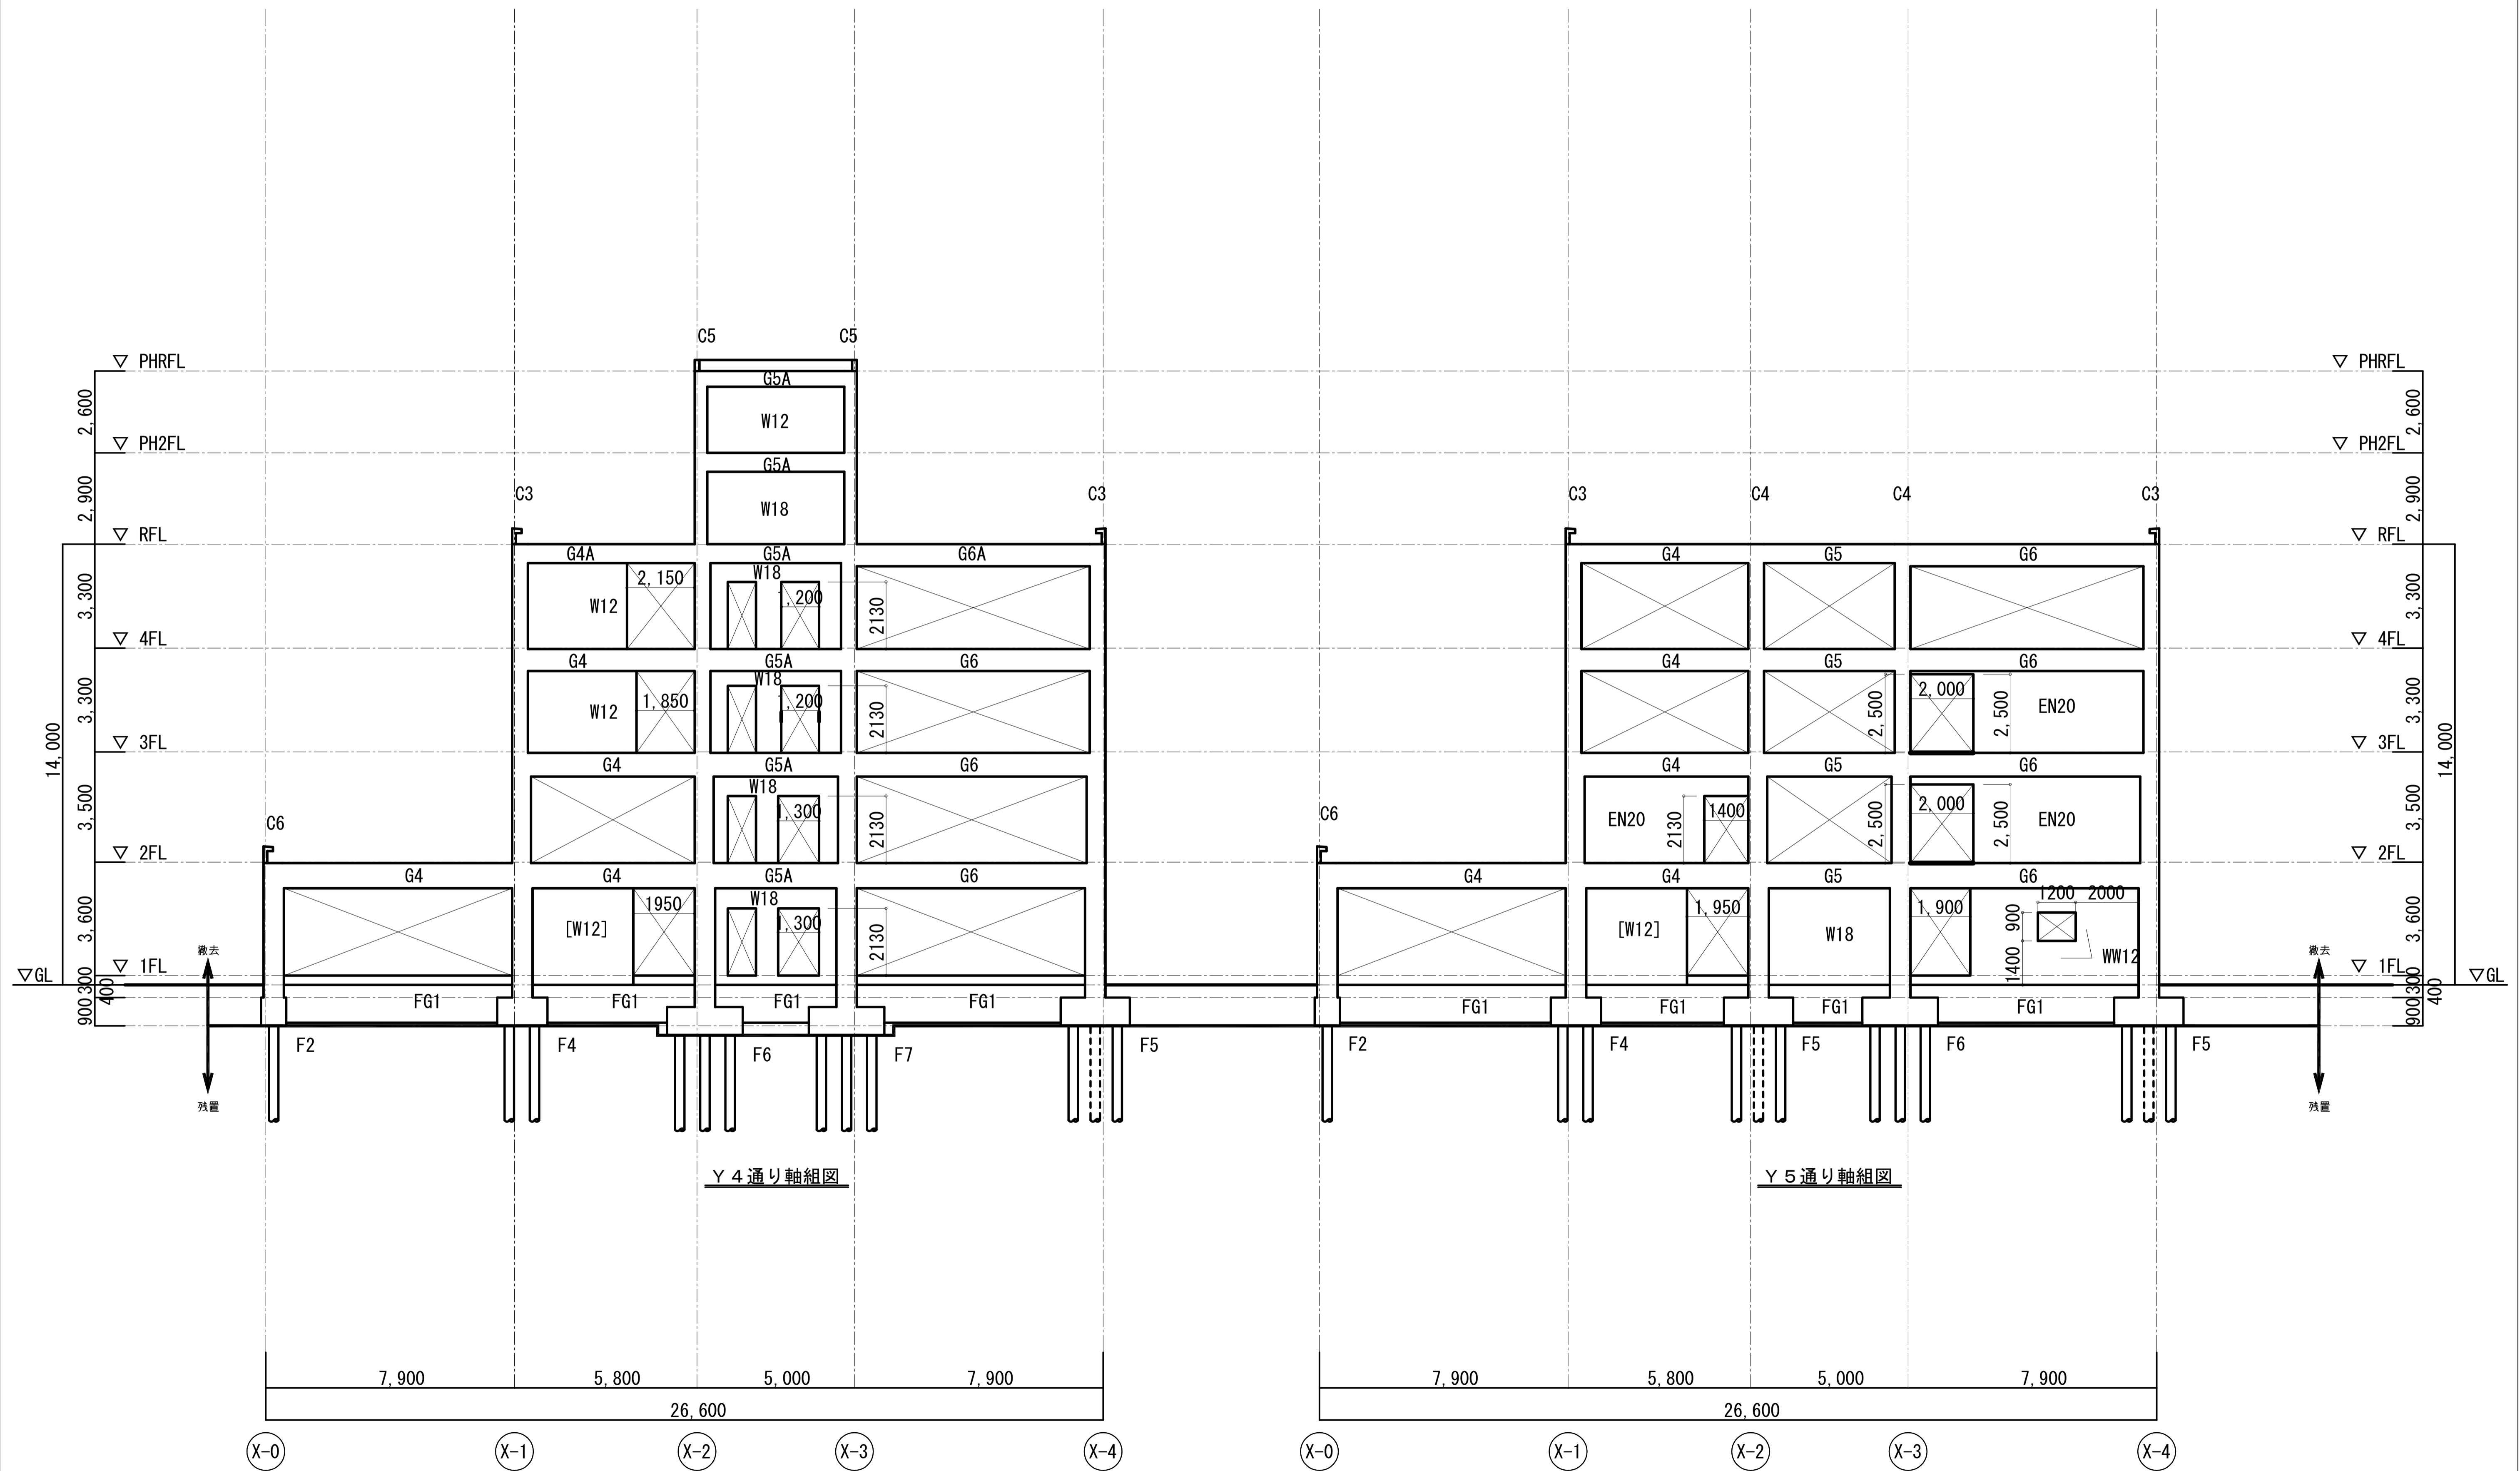 C5 C5
▽ PHRFL ▽ PHRFL
G5A
2,600 W12 2,600
▽ PH2FL ▽ PH2FL
G5A
C3 C3 C3 C4 C4 C3
2,900 W18 2,900
▽ RFL ▽ RFL
G4A G5A G6A G4 G5 G6
W18
2,150 1,200
3,300 W12 2130 3,300
▽ 4FL ▽ 4FL
G4 G5A G6 G4 G5 G6
W18
1,850 1,200 2,000
3,300 W12 2130 2,500 2,500 EN20 3,300
14,000 14,000
▽ 3FL ▽ 3FL
G4 G5A G6 G4 G5 G6
W18
1,300 1400 2,000
3,500 2130 EN20 2130 2,500 2,500 EN20 3,500
C6 C6
▽ 2FL ▽ 2FL
G4 G4 G5A G6 G4 G4 G5 G6
W18 1200 2000
1950 1,300 1,950 1,900 900
3,600 [W12] 2130 [W12] W18 1400 WW12 3,600
撤去 撤去
▽ 1FL ▽ 1FL
▽GL ▽GL
300 300
400 400
900 FG1 FG1 FG1 FG1 FG1 FG1 FG1 FG1 900
F2 F4 F6 F7 F5 F2 F4 F5 F6 F5
残置 残置
Y4通り軸組図 Y5通り軸組図
7,900 5,800 5,000 7,900 7,900 5,800 5,000 7,900
26,600 26,600
X-0 X-1 X-2 X-3 X-4 X-0 X-1 X-2 X-3 X-4